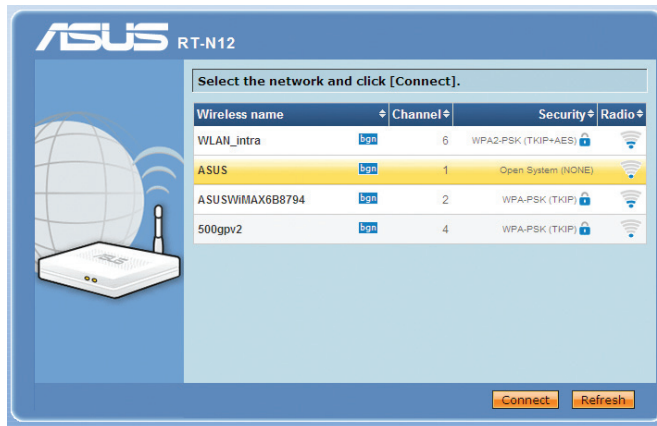 ASUS RT-N12
Select the network and click [Connect].
Wireless name Channel Security Radio
WLAN_intra bgn 6 WPA2-PSK (TKIP+AES)
ASUS bgn 1 Open System (NONE)
ASUSWiMAX6B8794 bgn 2 WPA-PSK (TKIP)
500gpv2 bgn 4 WPA-PSK (TKIP)
ASUS
Connect Refresh